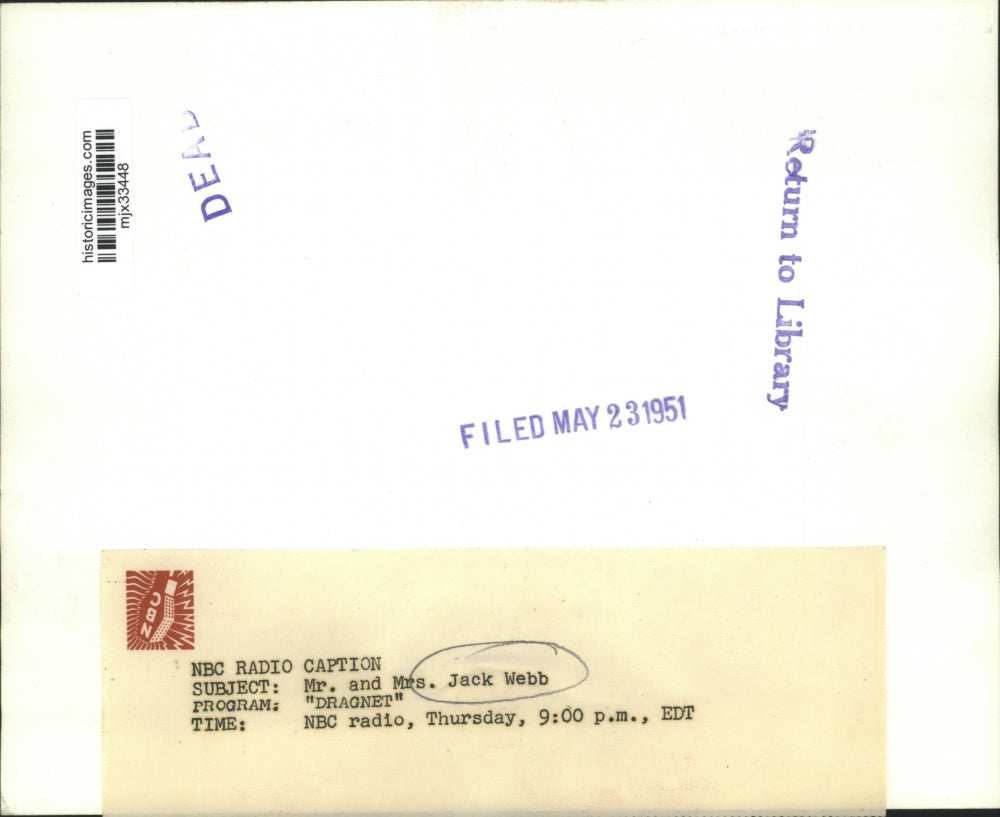 historicimages.com
mjx33448
DEAD
Return to Library
FILED MAY 23 1951
NBC
NBC RADIO CAPTION
SUBJECT: Mr. and Mrs. Jack Webb
PROGRAM: "DRAGNET"
TIME: NBC radio, Thursday, 9:00 p.m., EDT